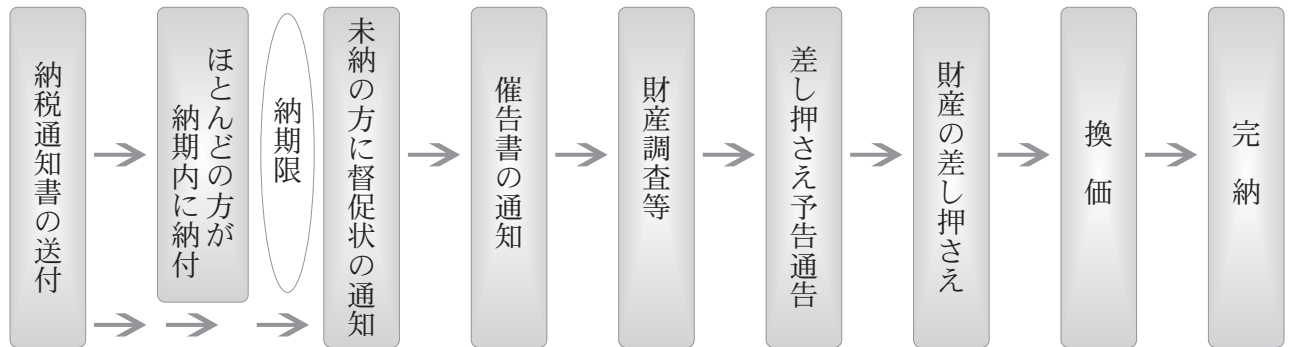 納税通知書の送付
ほとんどの方が
納期内に納付
納期限
未納の方に督促状の通知
催告書の通知
財産調査等
差し押さえ予告通告
財産の差し押さえ
換価
完納